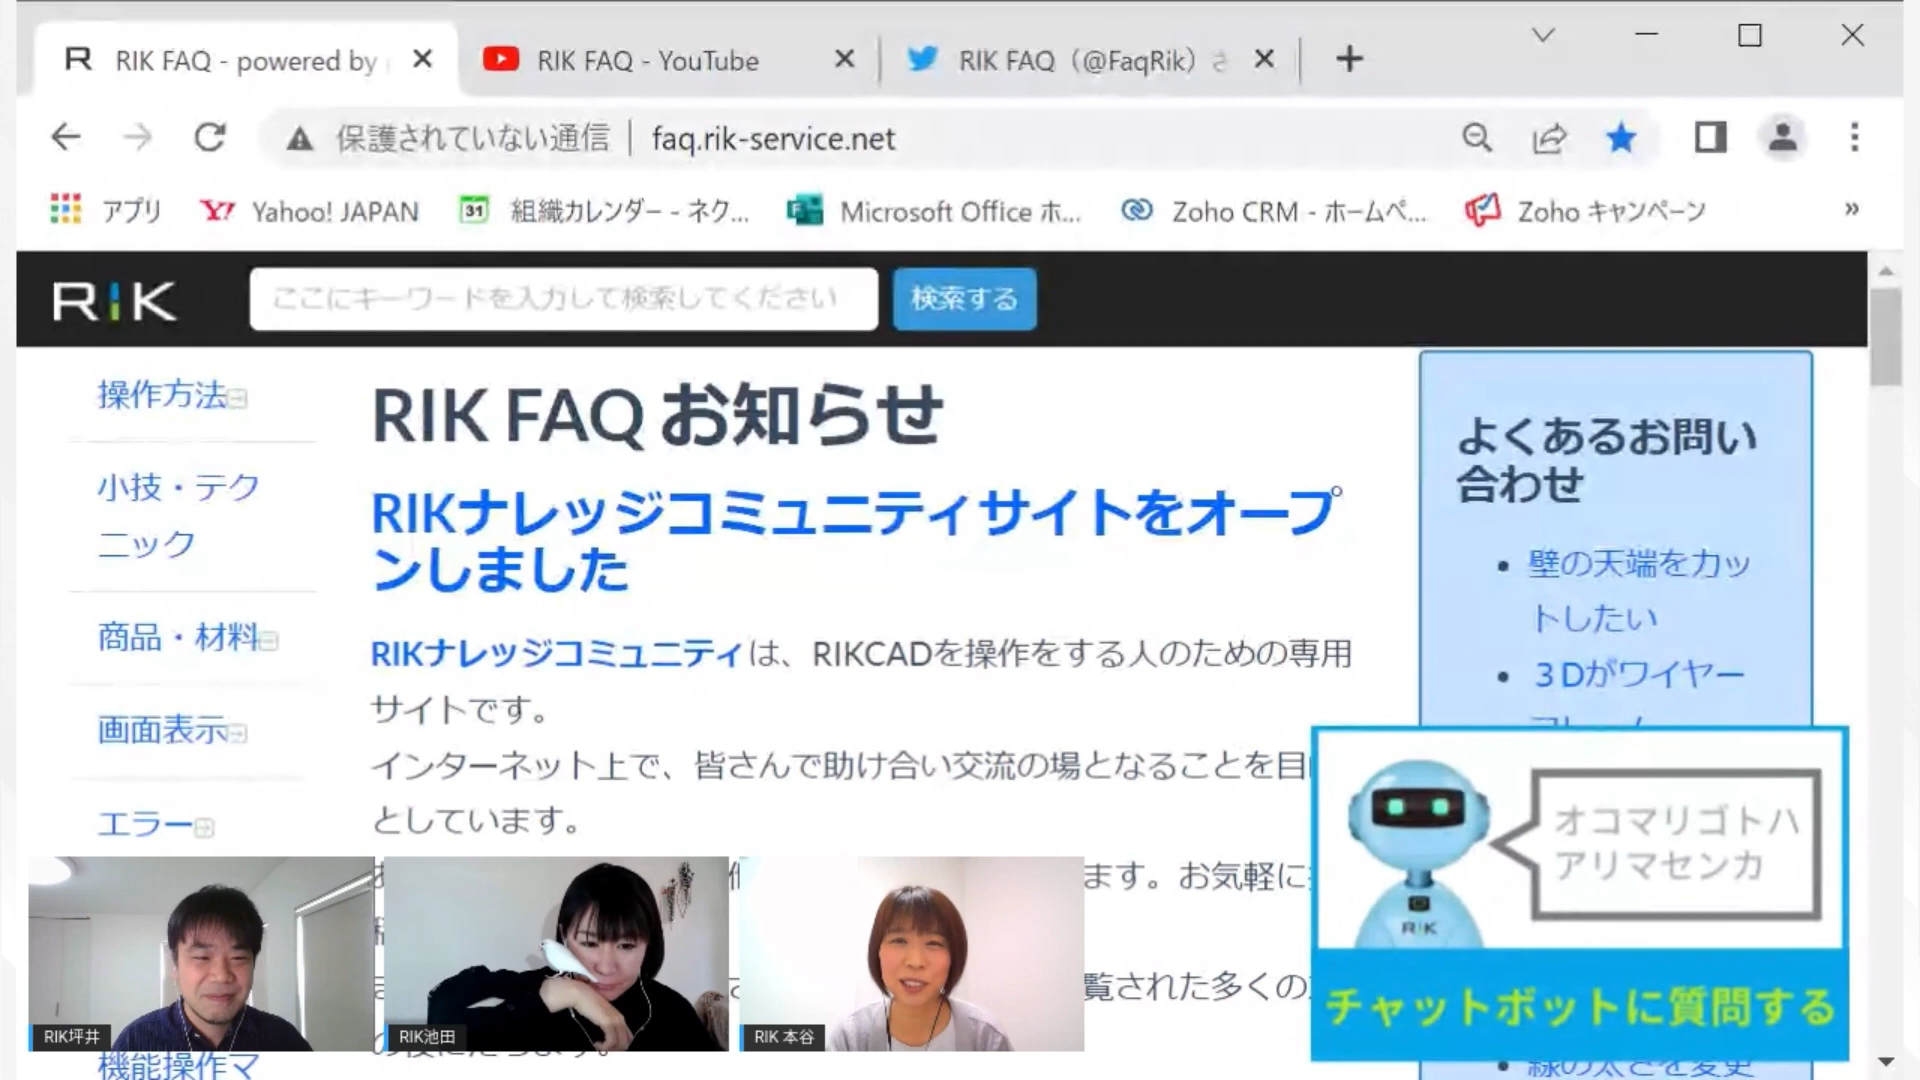 RIK FAQ - powered by
RIK FAQ - YouTube
RIK FAQ（@FaqRik）さ
保護されていない通信
faq.rik-service.net
アプリ
Yahoo! JAPAN
31
組織カレンダー - ネク...
Microsoft Office ホ...
Zoho CRM - ホームペ...
Zoho キャンペーン
»
RIK
ここにキーワードを入力して検索してください
検索する
操作方法
小技・テク
ニック
商品・材料
画面表示
エラー
機能操作マ
RIK FAQ お知らせ
RIKナレッジコミュニティサイトをオープ
ンしました
RIKナレッジコミュニティは、RIKCADを操作をする人のための専用
サイトです。
インターネット上で、皆さんで助け合い交流の場となることを目
としています。
ます。お気軽に
覧された多くの
よくあるお問い
合わせ
壁の天端をカッ
トしたい
３Dがワイヤー
線の太さを変更
オコマリゴトハ
アリマセンカ
RIK
チャットボットに質問する
RIK坪井
RIK池田
RIK 本谷